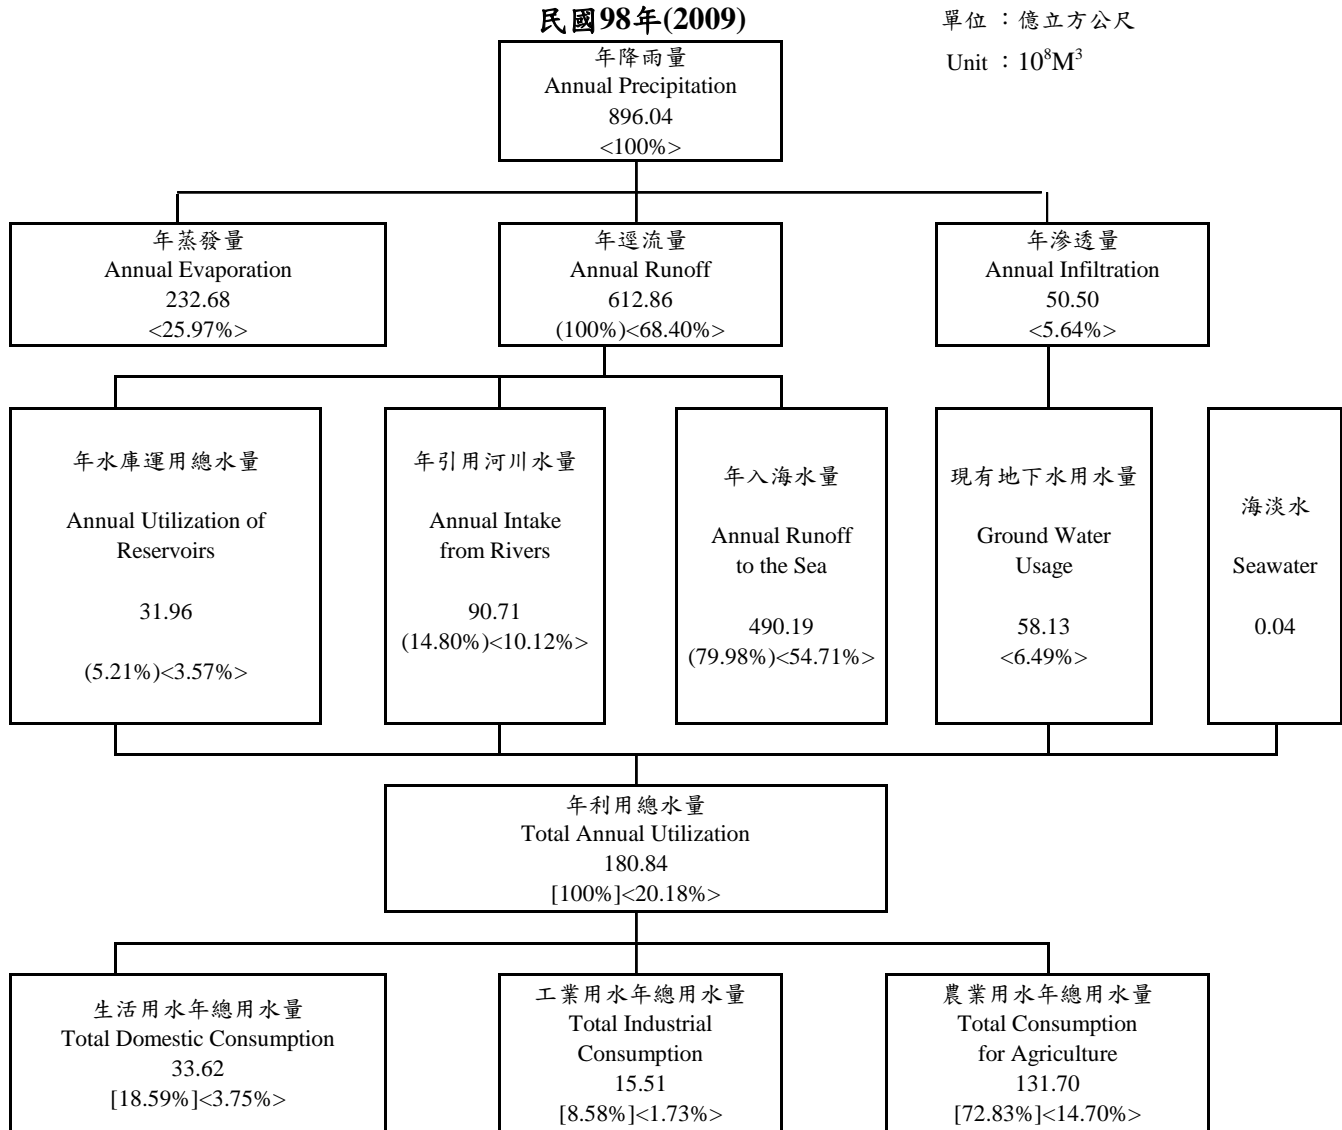 民國98年(2009)
單位 ：億立方公尺
Unit ：10⁸M³
年降雨量
Annual Precipitation
896.04
<100%>
年蒸發量
Annual Evaporation
232.68
<25.97%>
年逕流量
Annual Runoff
612.86
(100%)<68.40%>
年滲透量
Annual Infiltration
50.50
<5.64%>
年水庫運用總水量
Annual Utilization of
Reservoirs
31.96
(5.21%)<3.57%>
年引用河川水量
Annual Intake
from Rivers
90.71
(14.80%)<10.12%>
年入海水量
Annual Runoff
to the Sea
490.19
(79.98%)<54.71%>
現有地下水用水量
Ground Water
Usage
58.13
<6.49%>
海淡水
Seawater
0.04
年利用總水量
Total Annual Utilization
180.84
[100%]<20.18%>
生活用水年總用水量
Total Domestic Consumption
33.62
[18.59%]<3.75%>
工業用水年總用水量
Total Industrial
Consumption
15.51
[8.58%]<1.73%>
農業用水年總用水量
Total Consumption
for Agriculture
131.70
[72.83%]<14.70%>